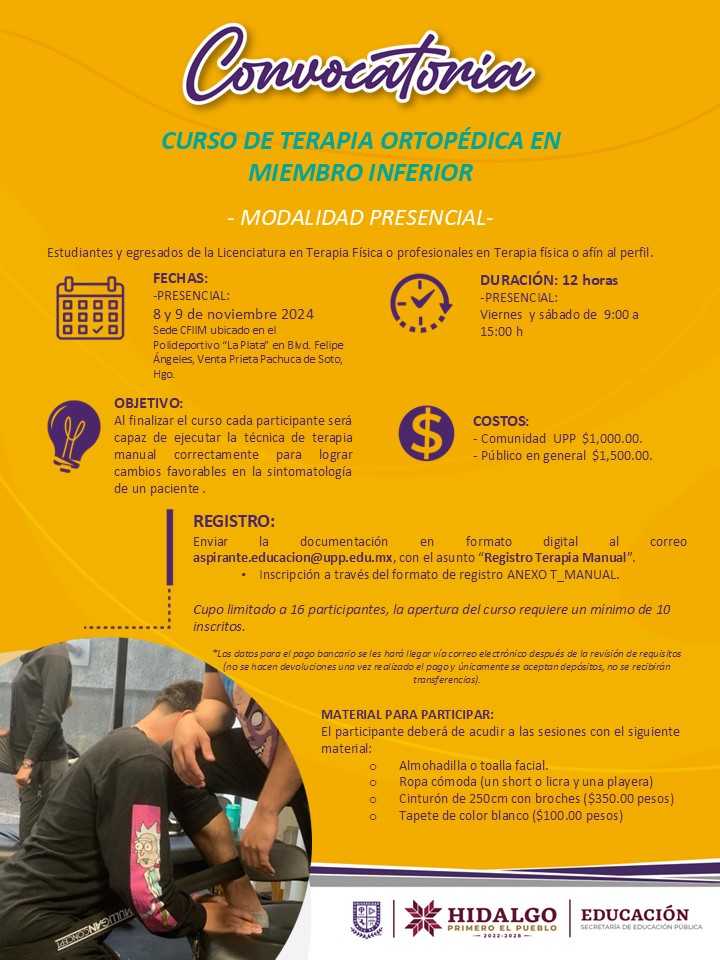 Convocatoria
CURSO DE TERAPIA ORTOPÉDICA EN
MIEMBRO INFERIOR
- MODALIDAD PRESENCIAL-
Estudiantes y egresados de la Licenciatura en Terapia Física o profesionales en Terapia física o afín al perfil.
FECHAS:
-PRESENCIAL:
8 y 9 de noviembre 2024
Sede CFIIM ubicado en el
Polideportivo “La Plata” en Blvd. Felipe
Ángeles, Venta Prieta Pachuca de Soto,
Hgo.
DURACIÓN: 12 horas
-PRESENCIAL:
Viernes y sábado de 9:00 a
15:00 h
OBJETIVO:
Al finalizar el curso cada participante será
capaz de ejecutar la técnica de terapia
manual correctamente para lograr
cambios favorables en la sintomatología
de un paciente .
COSTOS:
- Comunidad UPP $1,000.00.
- Público en general $1,500.00.
REGISTRO:
Enviar la documentación en formato digital al correo
aspirante.educacion@upp.edu.mx, con el asunto “Registro Terapia Manual”.
• Inscripción a través del formato de registro ANEXO T_MANUAL.
Cupo limitado a 16 participantes, la apertura del curso requiere un mínimo de 10
inscritos.
*Los datos para el pago bancario se les hará llegar vía correo electrónico después de la revisión de requisitos
(no se hacen devoluciones una vez realizado el pago y únicamente se aceptan depósitos, no se recibirán
transferencias).
MATERIAL PARA PARTICIPAR:
El participante deberá de acudir a las sesiones con el siguiente
material:
o Almohadilla o toalla facial.
o Ropa cómoda (un short o licra y una playera)
o Cinturón de 250cm con broches ($350.00 pesos)
o Tapete de color blanco ($100.00 pesos)
MULLIGAN CONCEPT
HIDALGO
PRIMERO EL PUEBLO
2022-2028
EDUCACIÓN
SECRETARÍA DE EDUCACIÓN PÚBLICA